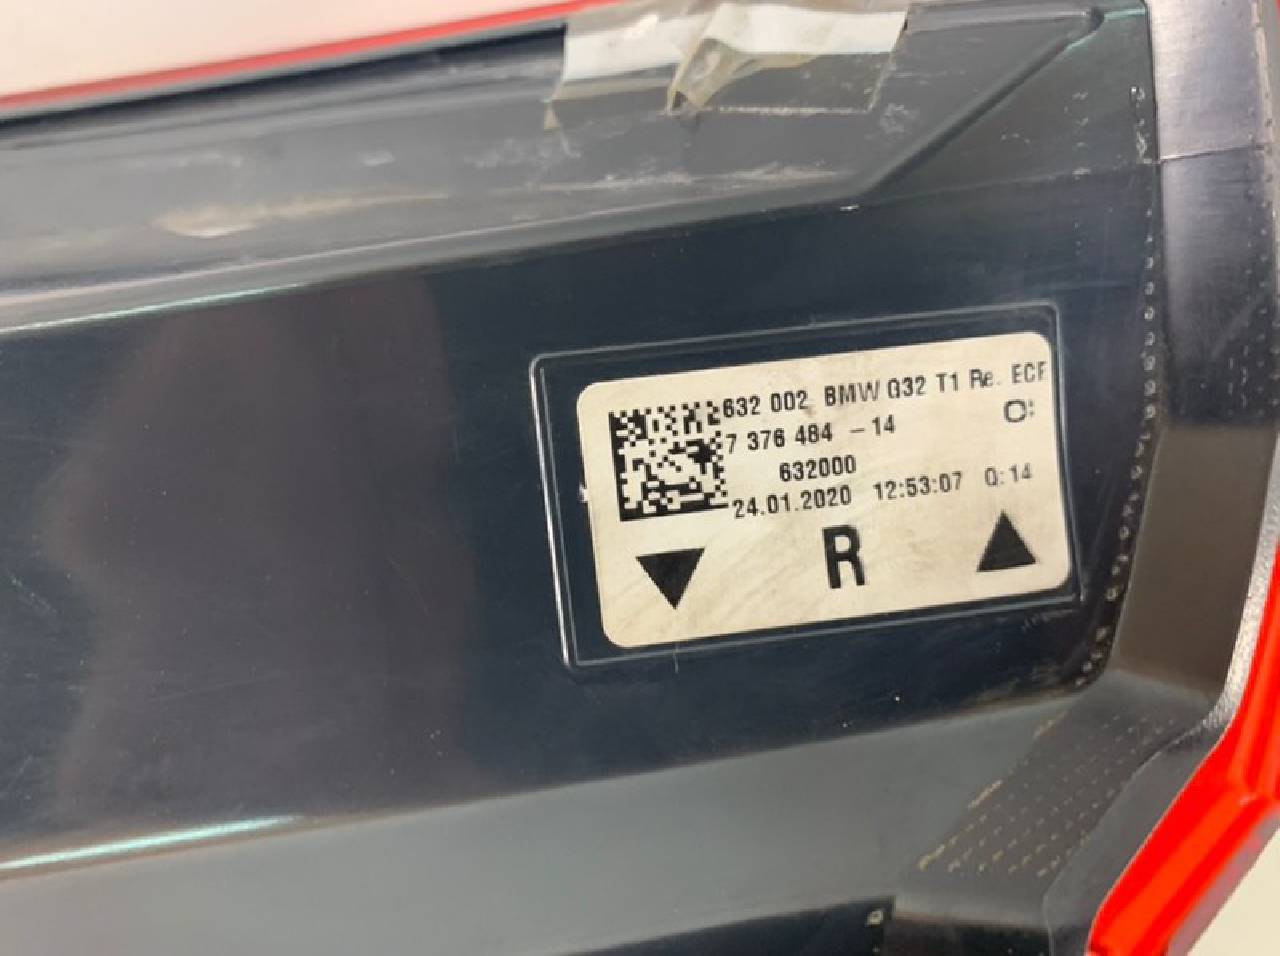 632 002 BMW G32 T1 Re. ECE
7 376 484 -14 C:
632000
24.01.2020 12:53:07 Q:14
R